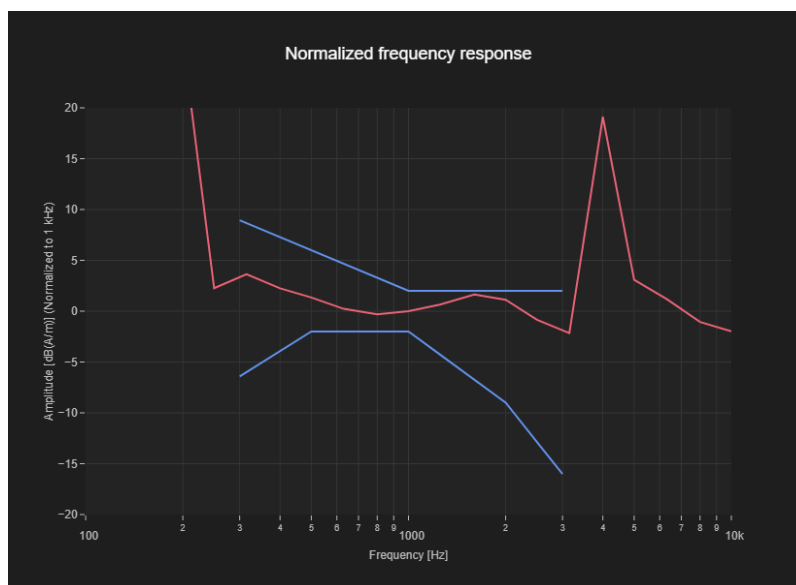 Normalized frequency response
Amplitude [dB(A/m)] (Normalized to 1 kHz)
20
15
10
5
0
−5
−10
−15
−20
100 2 3 4 5 6 7 8 9 1000 2 3 4 5 6 7 8 9 10k
Frequency [Hz]